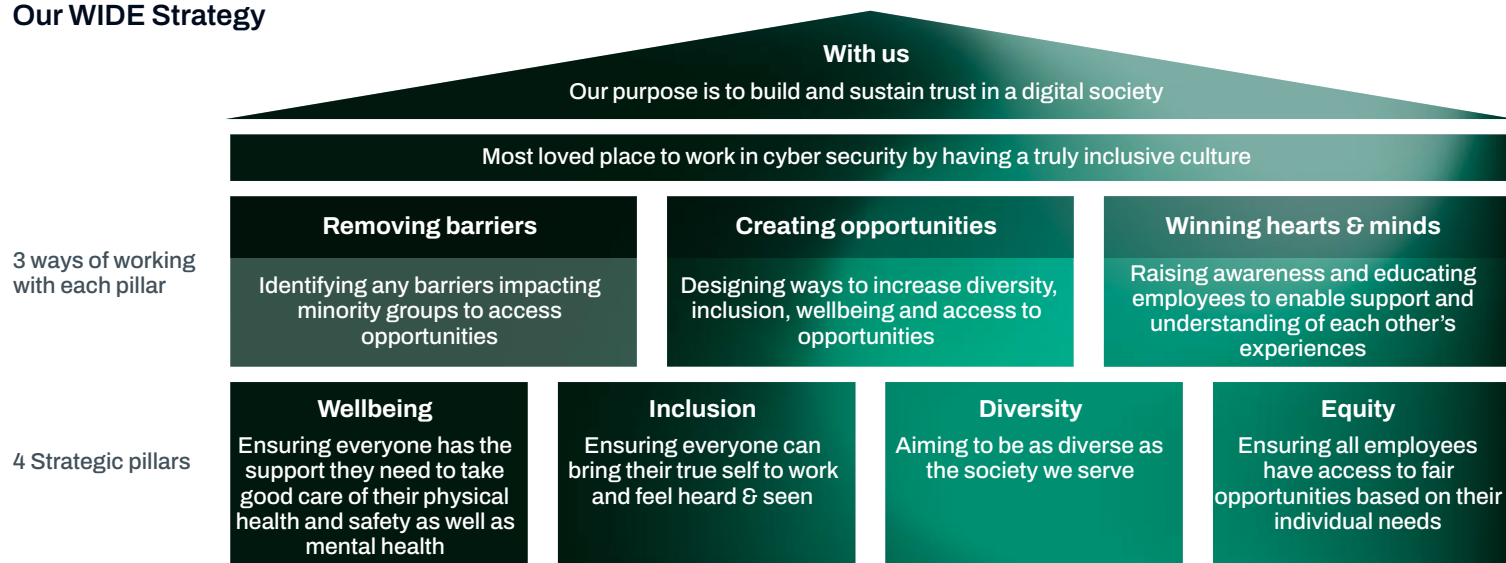 Our WIDE Strategy
With us
Our purpose is to build and sustain trust in a digital society
Most loved place to work in cyber security by having a truly inclusive culture
3 ways of working
with each pillar
Removing barriers
Identifying any barriers impacting
minority groups to access
opportunities
Creating opportunities
Designing ways to increase diversity,
inclusion, wellbeing and access to
opportunities
Winning hearts & minds
Raising awareness and educating
employees to enable support and
understanding of each other’s
experiences
4 Strategic pillars
Wellbeing
Ensuring everyone has the
support they need to take
good care of their physical
health and safety as well as
mental health
Inclusion
Ensuring everyone can
bring their true self to work
and feel heard & seen
Diversity
Aiming to be as diverse as
the society we serve
Equity
Ensuring all employees
have access to fair
opportunities based on their
individual needs